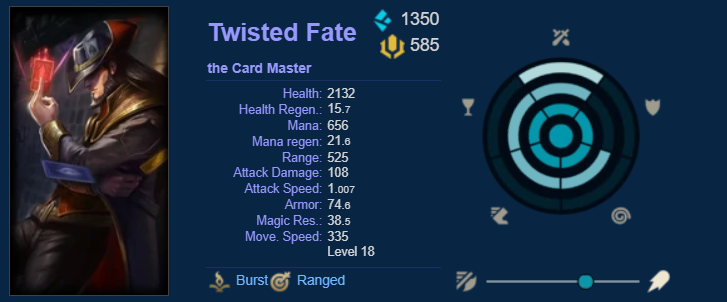 Twisted Fate
1350
585
the Card Master
Health: 2132
Health Regen.: 15.7
Mana: 656
Mana regen: 21.6
Range: 525
Attack Damage: 108
Attack Speed: 1.007
Armor: 74.6
Magic Res.: 38.5
Move. Speed: 335
Level 18
Burst Ranged